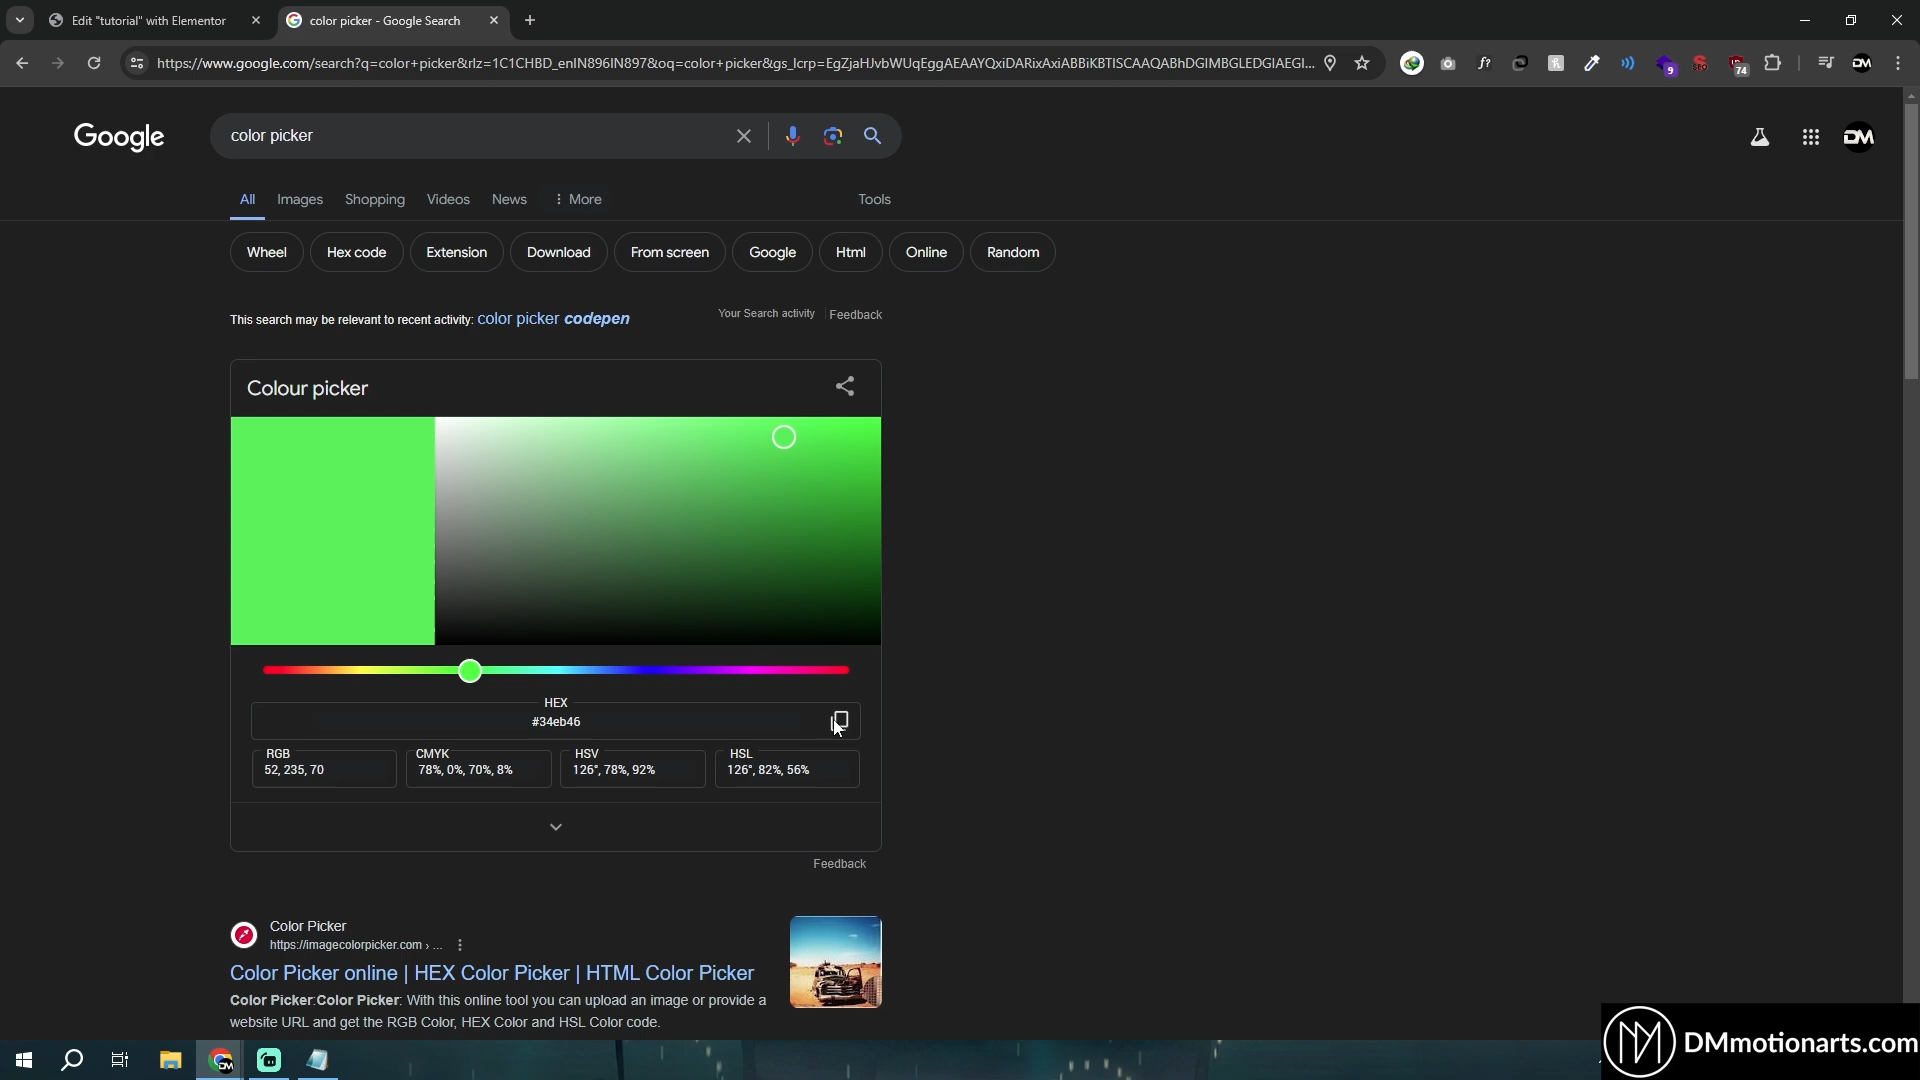 Edit "tutorial" with Elementor
color picker - Google Search
https://www.google.com/search?q=color+picker&rlz=1C1CHBD_enIN896IN897&oq=color+picker&gs_lcrp=EgZjaHJvbWUqEggAEAAYQxiDARixAxiABBiKBTISCAAQABhDGIMBGLEDGIAEGI...
f?
9
SEO
74
DM
Google
color picker
DM
All
Images
Shopping
Videos
News
More
Tools
Wheel
Hex code
Extension
Download
From screen
Google
Html
Online
Random
This search may be relevant to recent activity: color picker codepen
Your Search activity
Feedback
Colour picker
HEX
#34eb46
RGB
52, 235, 70
CMYK
78%, 0%, 70%, 8%
HSV
126°, 78%, 92%
HSL
126°, 82%, 56%
Feedback
Color Picker
https://imagecolorpicker.com › ...
Color Picker online | HEX Color Picker | HTML Color Picker
Color Picker:Color Picker: With this online tool you can upload an image or provide a
website URL and get the RGB Color, HEX Color and HSL Color code.
DM
DMmotionarts.com